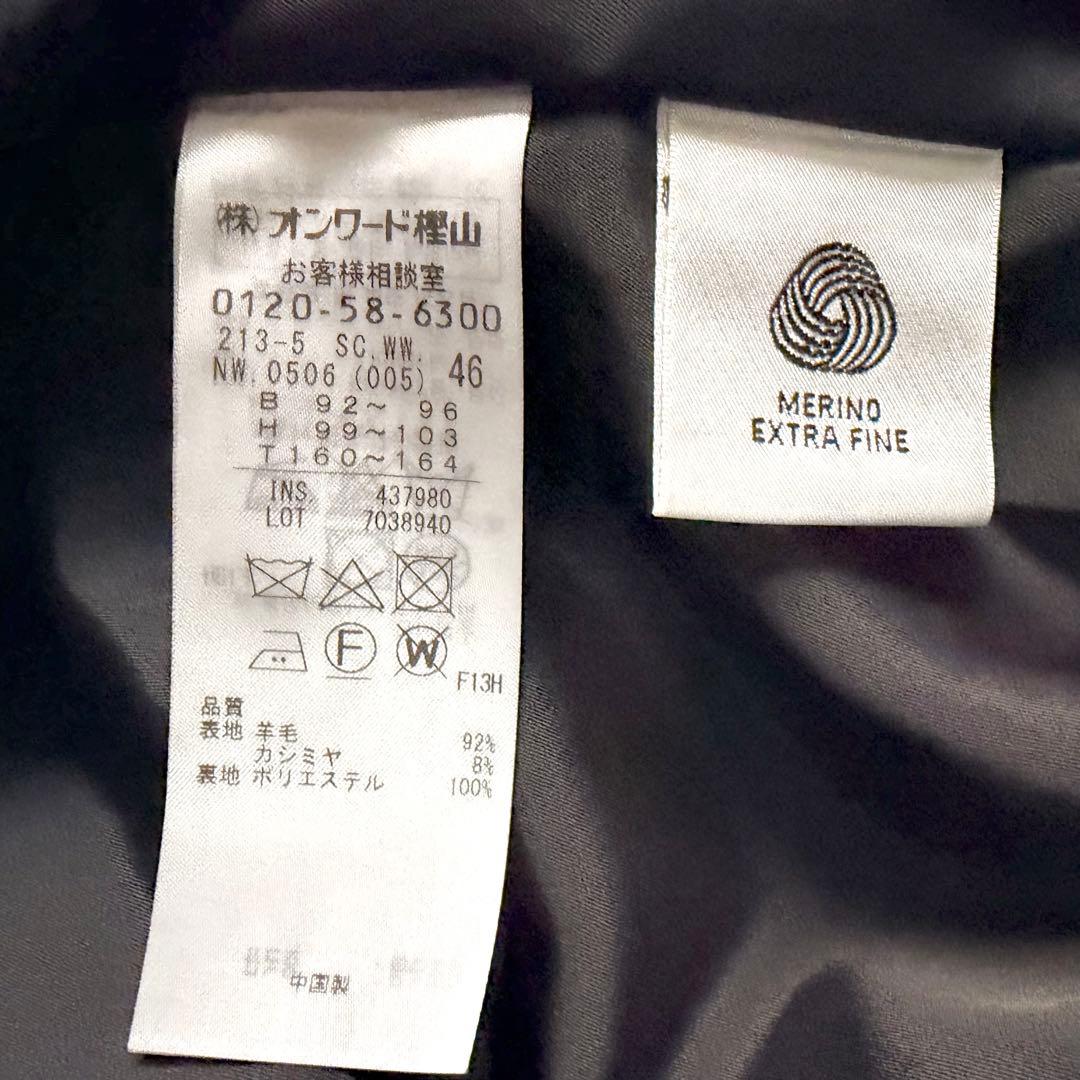 ㈱オンワード樫山
お客様相談室
0120-58-6300
213-5 SC.WW.
NW.0506 (005) 46
B 92～ 96
H 99～103
T160～164
INS. 437980
LOT 7038940
F
W
F13H
品質
表地 羊毛 92%
カシミヤ 8%
裏地 ポリエステル 100%
中国製
MERINO
EXTRA FINE